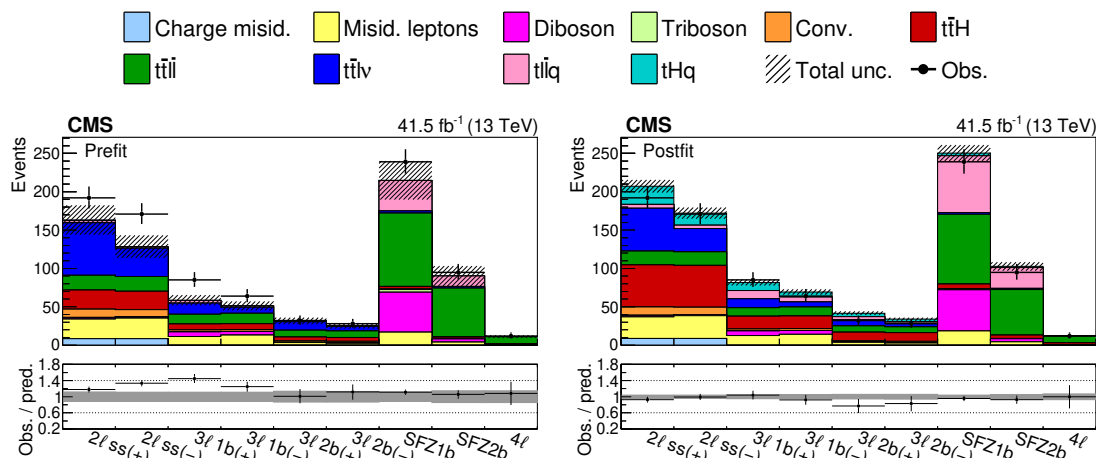 Charge misid. Misid. leptons Diboson Triboson Conv. tt̄H
tt̄ll̄ tt̄lν tll̄q tHq Total unc. Obs.
CMS 41.5 fb⁻¹ (13 TeV)
Prefit
Events
250
200
150
100
50
0
Obs. / pred.
1.8
1.4
1.0
0.6
0.2
2ℓ ss(+) 2ℓ ss(−) 3ℓ 1b(+) 3ℓ 1b(−) 3ℓ 2b(+) 3ℓ 2b(−) SFZ1b SFZ2b 4ℓ
CMS 41.5 fb⁻¹ (13 TeV)
Postfit
Events
250
200
150
100
50
0
Obs. / pred.
1.8
1.4
1.0
0.6
0.2
2ℓ ss(+) 2ℓ ss(−) 3ℓ 1b(+) 3ℓ 1b(−) 3ℓ 2b(+) 3ℓ 2b(−) SFZ1b SFZ2b 4ℓ